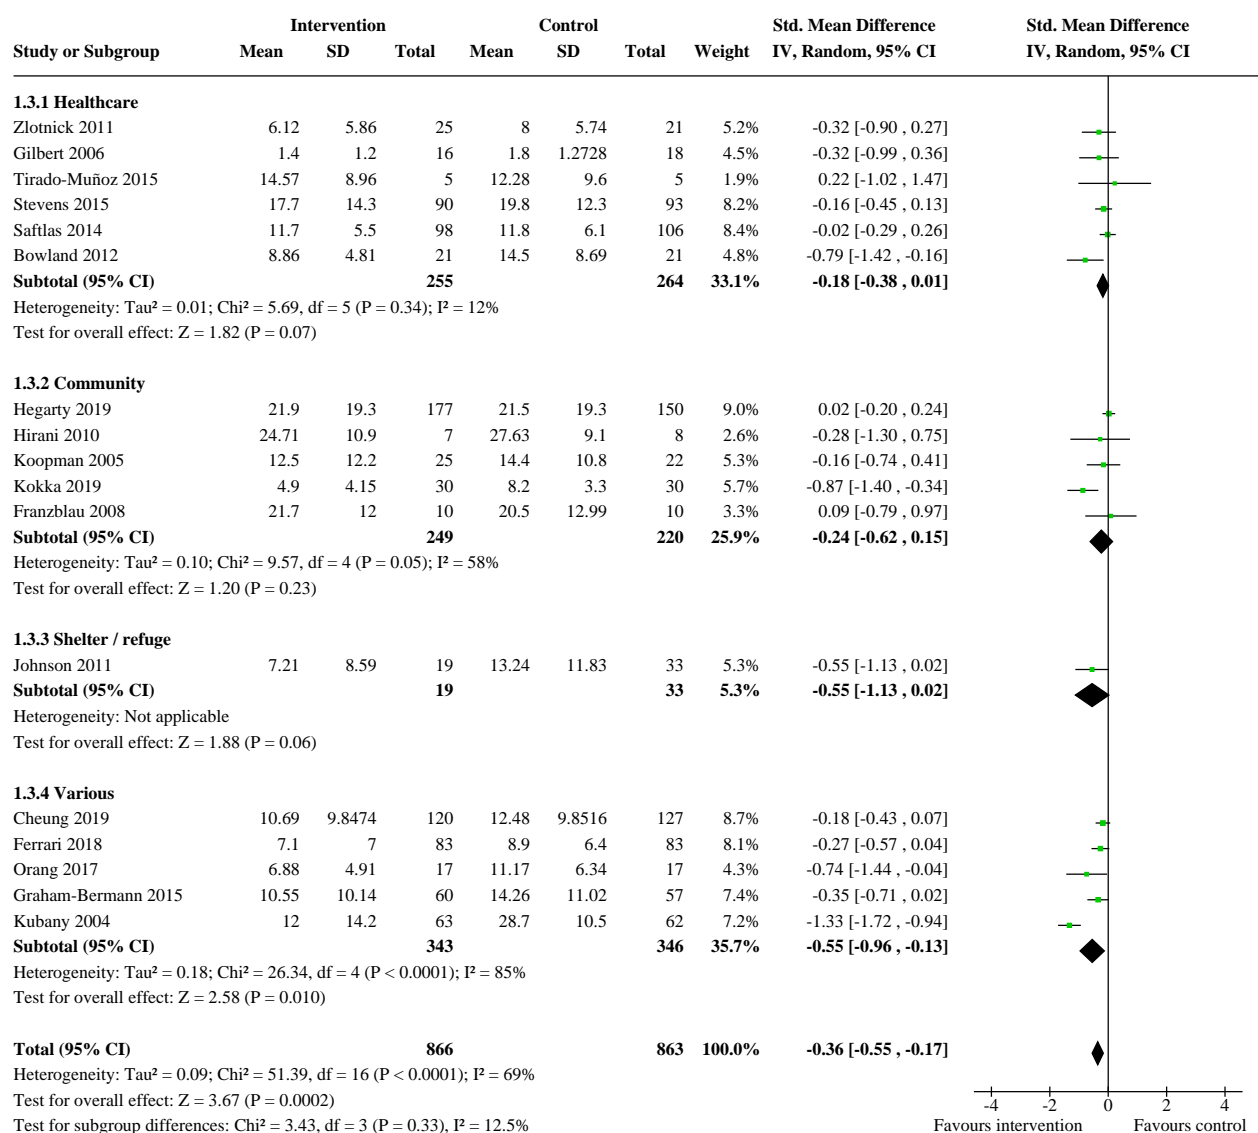 Intervention Control Std. Mean Difference Std. Mean Difference
Study or Subgroup Mean SD Total Mean SD Total Weight IV, Random, 95% CI IV, Random, 95% CI
1.3.1 Healthcare
Zlotnick 2011 6.12 5.86 25 8 5.74 21 5.2% -0.32 [-0.90 , 0.27]
Gilbert 2006 1.4 1.2 16 1.8 1.2728 18 4.5% -0.32 [-0.99 , 0.36]
Tirado-Muñoz 2015 14.57 8.96 5 12.28 9.6 5 1.9% 0.22 [-1.02 , 1.47]
Stevens 2015 17.7 14.3 90 19.8 12.3 93 8.2% -0.16 [-0.45 , 0.13]
Saftlas 2014 11.7 5.5 98 11.8 6.1 106 8.4% -0.02 [-0.29 , 0.26]
Bowland 2012 8.86 4.81 21 14.5 8.69 21 4.8% -0.79 [-1.42 , -0.16]
Subtotal (95% CI) 255 264 33.1% -0.18 [-0.38 , 0.01]
Heterogeneity: Tau² = 0.01; Chi² = 5.69, df = 5 (P = 0.34); I² = 12%
Test for overall effect: Z = 1.82 (P = 0.07)
1.3.2 Community
Hegarty 2019 21.9 19.3 177 21.5 19.3 150 9.0% 0.02 [-0.20 , 0.24]
Hirani 2010 24.71 10.9 7 27.63 9.1 8 2.6% -0.28 [-1.30 , 0.75]
Koopman 2005 12.5 12.2 25 14.4 10.8 22 5.3% -0.16 [-0.74 , 0.41]
Kokka 2019 4.9 4.15 30 8.2 3.3 30 5.7% -0.87 [-1.40 , -0.34]
Franzblau 2008 21.7 12 10 20.5 12.99 10 3.3% 0.09 [-0.79 , 0.97]
Subtotal (95% CI) 249 220 25.9% -0.24 [-0.62 , 0.15]
Heterogeneity: Tau² = 0.10; Chi² = 9.57, df = 4 (P = 0.05); I² = 58%
Test for overall effect: Z = 1.20 (P = 0.23)
1.3.3 Shelter / refuge
Johnson 2011 7.21 8.59 19 13.24 11.83 33 5.3% -0.55 [-1.13 , 0.02]
Subtotal (95% CI) 19 33 5.3% -0.55 [-1.13 , 0.02]
Heterogeneity: Not applicable
Test for overall effect: Z = 1.88 (P = 0.06)
1.3.4 Various
Cheung 2019 10.69 9.8474 120 12.48 9.8516 127 8.7% -0.18 [-0.43 , 0.07]
Ferrari 2018 7.1 7 83 8.9 6.4 83 8.1% -0.27 [-0.57 , 0.04]
Orang 2017 6.88 4.91 17 11.17 6.34 17 4.3% -0.74 [-1.44 , -0.04]
Graham-Bermann 2015 10.55 10.14 60 14.26 11.02 57 7.4% -0.35 [-0.71 , 0.02]
Kubany 2004 12 14.2 63 28.7 10.5 62 7.2% -1.33 [-1.72 , -0.94]
Subtotal (95% CI) 343 346 35.7% -0.55 [-0.96 , -0.13]
Heterogeneity: Tau² = 0.18; Chi² = 26.34, df = 4 (P < 0.0001); I² = 85%
Test for overall effect: Z = 2.58 (P = 0.010)
Total (95% CI) 866 863 100.0% -0.36 [-0.55 , -0.17]
Heterogeneity: Tau² = 0.09; Chi² = 51.39, df = 16 (P < 0.0001); I² = 69%
Test for overall effect: Z = 3.67 (P = 0.0002) -4 -2 0 2 4
Test for subgroup differences: Chi² = 3.43, df = 3 (P = 0.33), I² = 12.5% Favours intervention Favours control